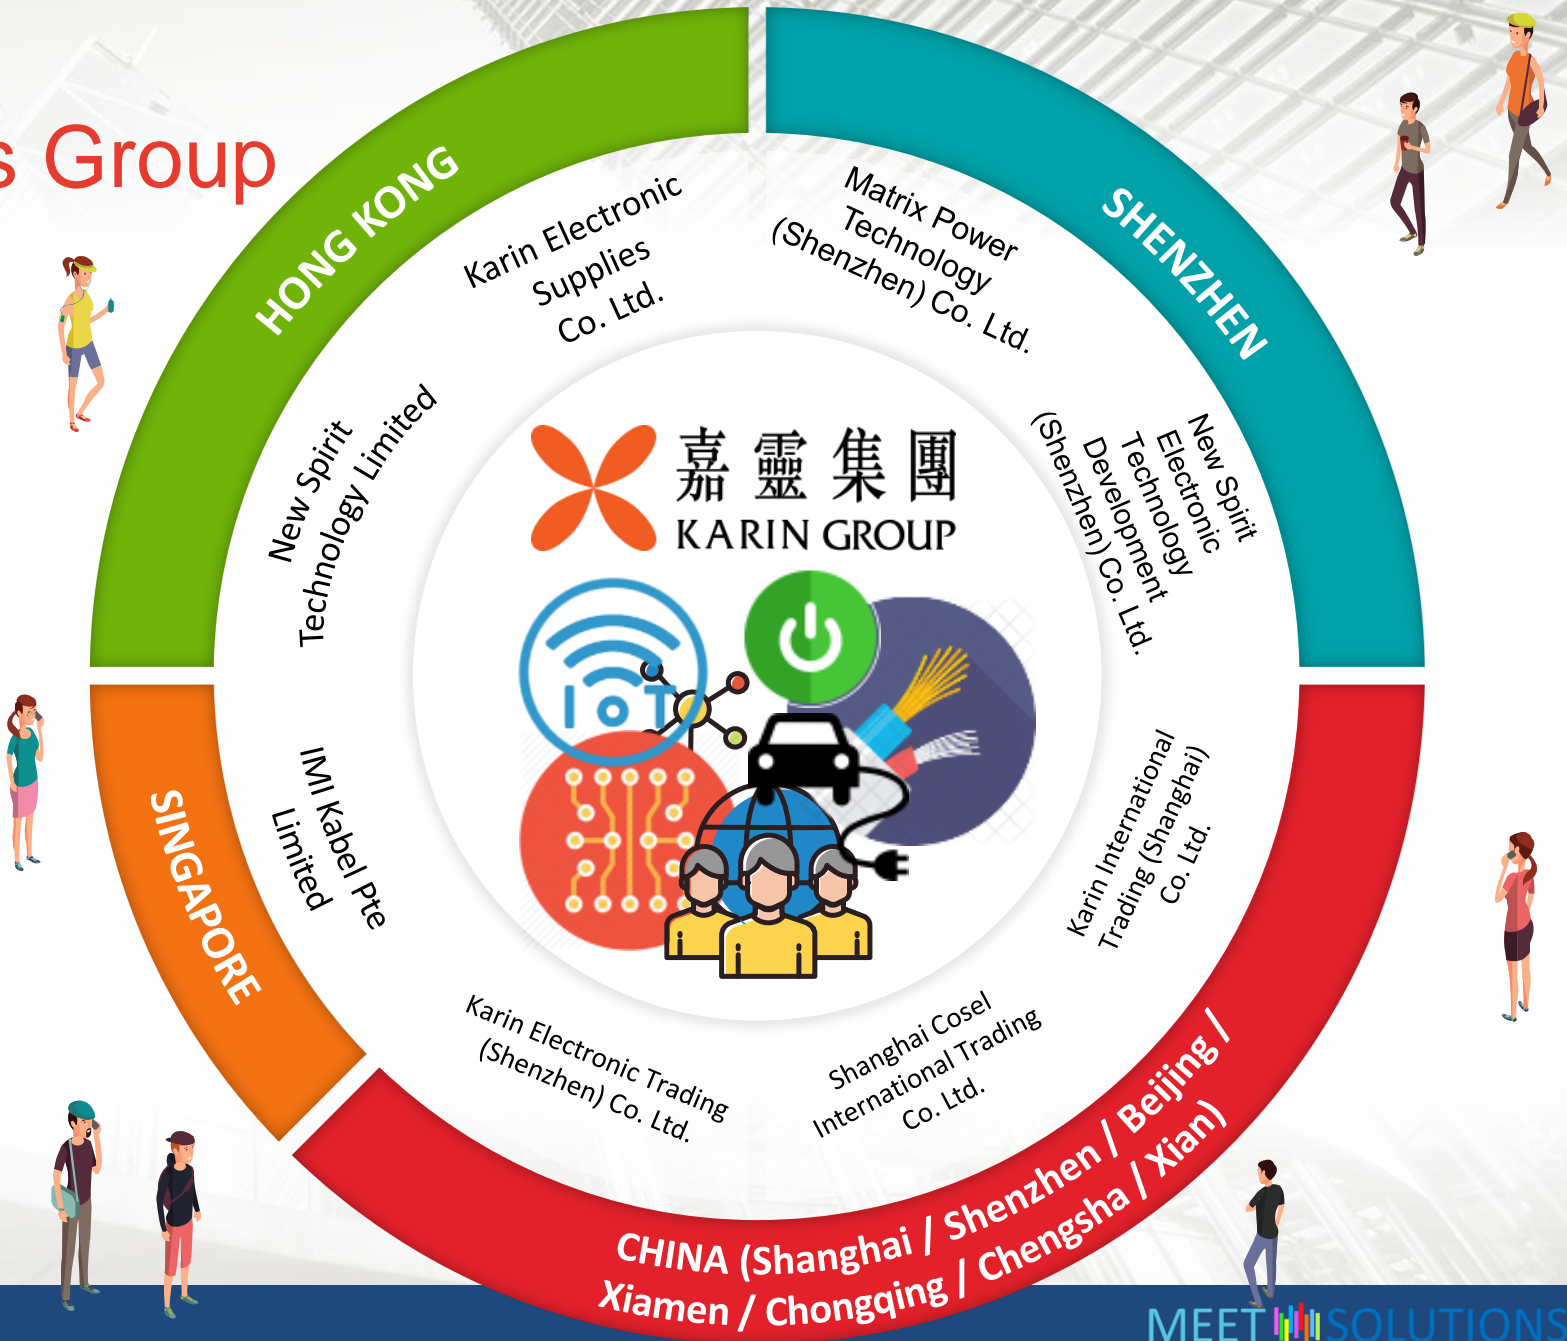 s Group
HONG KONG
SHENZHEN
Karin Electronic
Supplies
Co. Ltd.
Matrix Power
Technology
(Shenzhen) Co. Ltd.
New Spirit
Technology Limited
New Spirit
Electronic
Technology
Development
(Shenzhen) Co. Ltd.
嘉靈集團
KARIN GROUP
IoT
SINGAPORE
IMI Kabel Pte
Limited
Karin International
Trading (Shanghai)
Co. Ltd.
Karin Electronic Trading
(Shenzhen) Co. Ltd.
Shanghai Cosel
International Trading
Co. Ltd.
CHINA (Shanghai / Shenzhen / Beijing /
Xiamen / Chongqing / Chengsha / Xian)
MEET SOLUTIONS